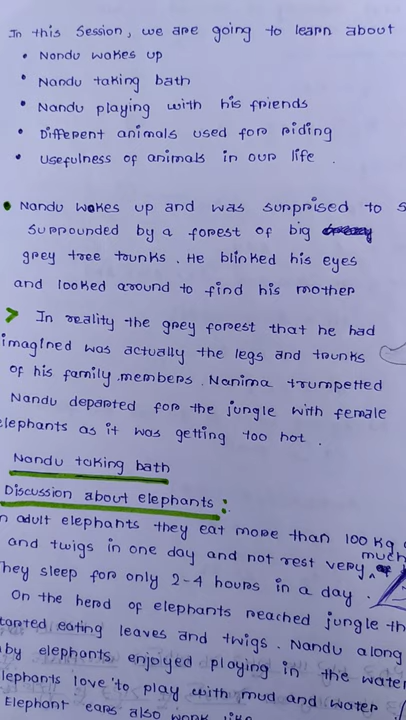 In this Session, we are going to learn about
• Nandu wakes up
• Nandu taking bath
• Nandu playing with his friends
• Different animals used for riding
• Usefulness of animals in our life .
• Nandu wakes up and was surprised to s
surrounded by a forest of big
grey tree trunks . He blinked his eyes
and looked around to find his mother
> In reality the grey forest that he had
imagined was actually the legs and trunks
of his family members . Nanima trumpetted
Nandu departed for the jungle with female
elephants as it was getting too hot .
Nandu taking bath
Discussion about elephants :
n adult elephants they eat more than 100 kg
and twigs in one day and not rest very much
They sleep for only 2-4 hours in a day .
On the herd of elephants reached jungle th
tarted eating leaves and twigs . Nandu along
by elephants enjoyed playing in the water
elephants love to play with mud and water
Elephant ears also work like